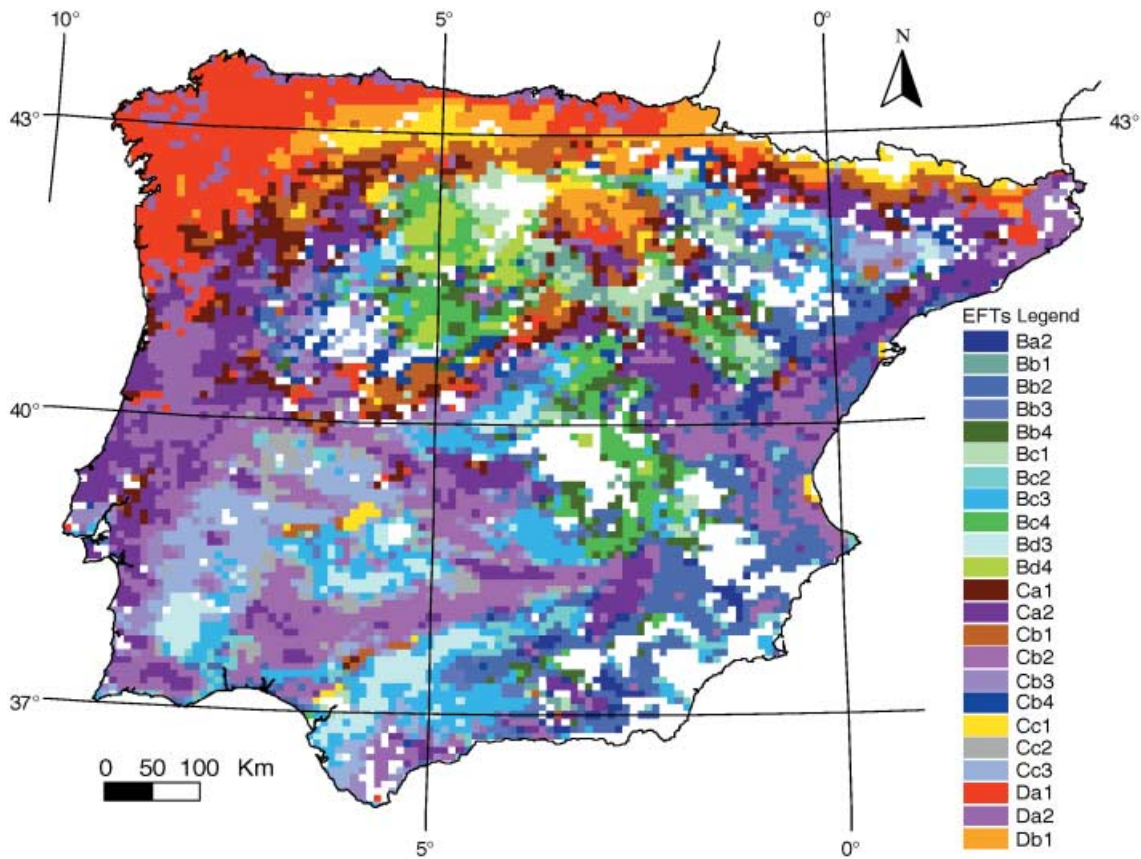 10° 5° 0°
N
43° 43°
EFTs Legend
Ba2
Bb1
Bb2
Bb3
Bb4
Bc1
Bc2
Bc3
Bc4
Bd3
Bd4
Ca1
Ca2
Cb1
Cb2
Cb3
Cb4
Cc1
Cc2
Cc3
Da1
Da2
Db1
40°
37°
0 50 100 Km
5° 0°